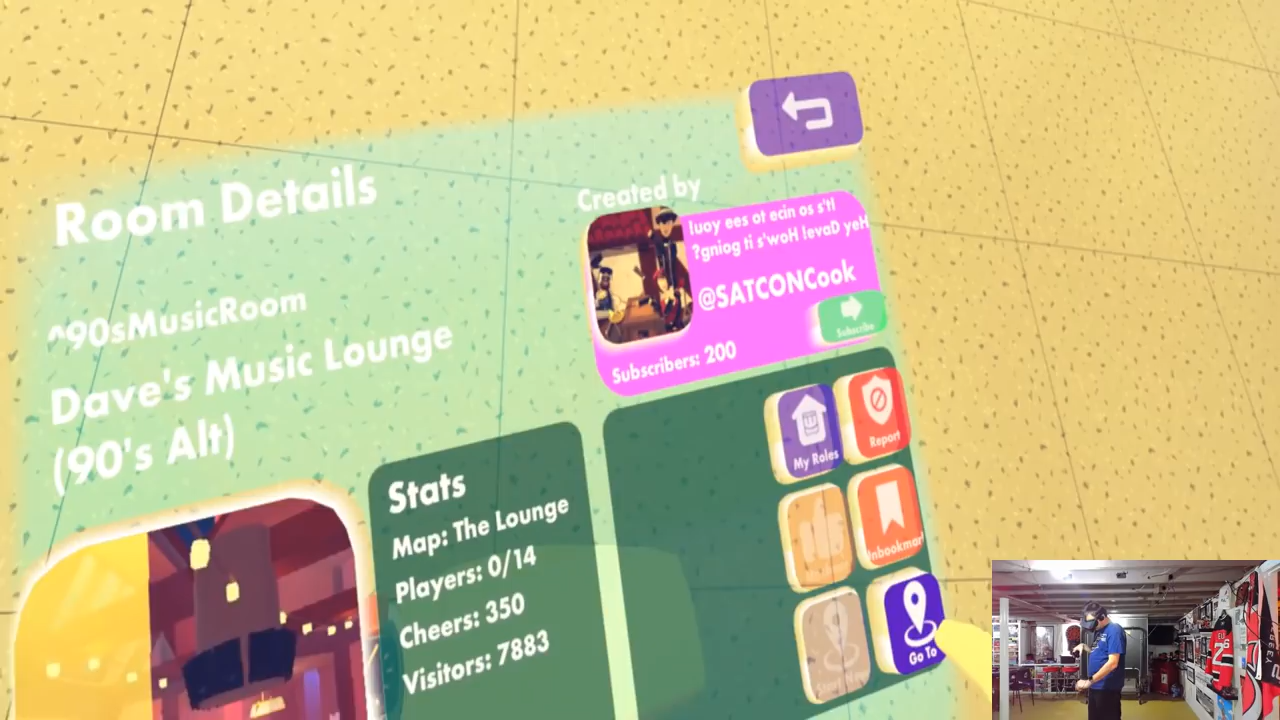 Room Details
^90sMusicRoom
Dave's Music Lounge
(90's Alt)
Created by
!uoy ees ot ecin os s'tI
?gniog ti s'woH !evaD yeH
@SATCONCook
Subscribe
Subscribers: 200
Stats
Map: The Lounge
Players: 0/14
Cheers: 350
Visitors: 7883
My Roles
Report
Unbookmark
Go To